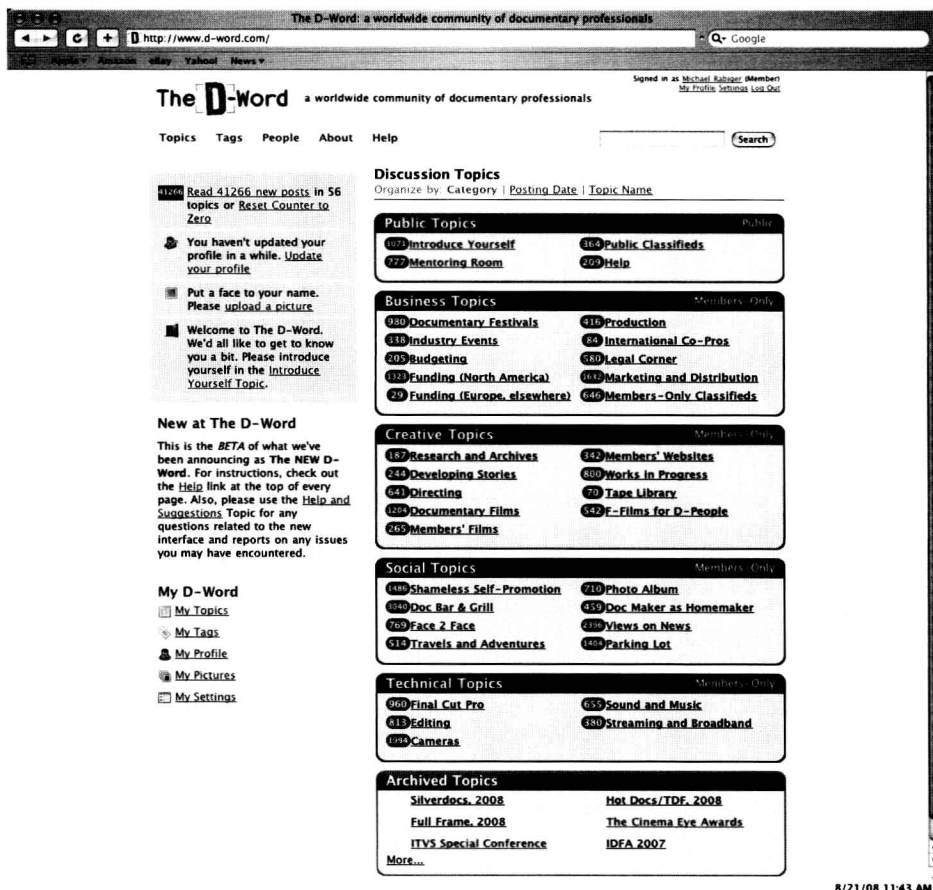 The D-Word: a worldwide community of documentary professionals
http://www.d-word.com/
Google
Apple Amazon eBay Yahoo! News
Signed in as Michael Rabiger (Member)
My Profile Settings Log Out
The D-Word a worldwide community of documentary professionals
Topics Tags People About Help
Search
41266 Read 41266 new posts in 56
topics or Reset Counter to
Zero
You haven't updated your
profile in a while. Update
your profile
Put a face to your name.
Please upload a picture
Welcome to The D-Word.
We'd all like to get to know
you a bit. Please introduce
yourself in the Introduce
Yourself Topic.
New at The D-Word
This is the BETA of what we've
been announcing as The NEW D-
Word. For instructions, check out
the Help link at the top of every
page. Also, please use the Help and
Suggestions Topic for any
questions related to the new
interface and reports on any issues
you may have encountered.
My D-Word
My Topics
My Tags
My Profile
My Pictures
My Settings
Discussion Topics
Organize by: Category | Posting Date | Topic Name
Public Topics Public
1071 Introduce Yourself 364 Public Classifieds
777 Mentoring Room 209 Help
Business Topics Members-Only
980 Documentary Festivals 416 Production
338 Industry Events 84 International Co-Pros
205 Budgeting 580 Legal Corner
1323 Funding (North America) 1632 Marketing and Distribution
29 Funding (Europe, elsewhere) 646 Members-Only Classifieds
Creative Topics Members-Only
187 Research and Archives 342 Members' Websites
244 Developing Stories 800 Works in Progress
641 Directing 70 Tape Library
1204 Documentary Films 542 F-Films for D-People
265 Members' Films
Social Topics Members-Only
1486 Shameless Self-Promotion 710 Photo Album
3040 Doc Bar & Grill 459 Doc Maker as Homemaker
769 Face 2 Face 2396 Views on News
514 Travels and Adventures 1404 Parking Lot
Technical Topics Members-Only
960 Final Cut Pro 655 Sound and Music
813 Editing 380 Streaming and Broadband
1994 Cameras
Archived Topics
Silverdocs, 2008 Hot Docs/TDF, 2008
Full Frame, 2008 The Cinema Eye Awards
ITVS Special Conference IDFA 2007
More...
8/21/08 11:43 AM